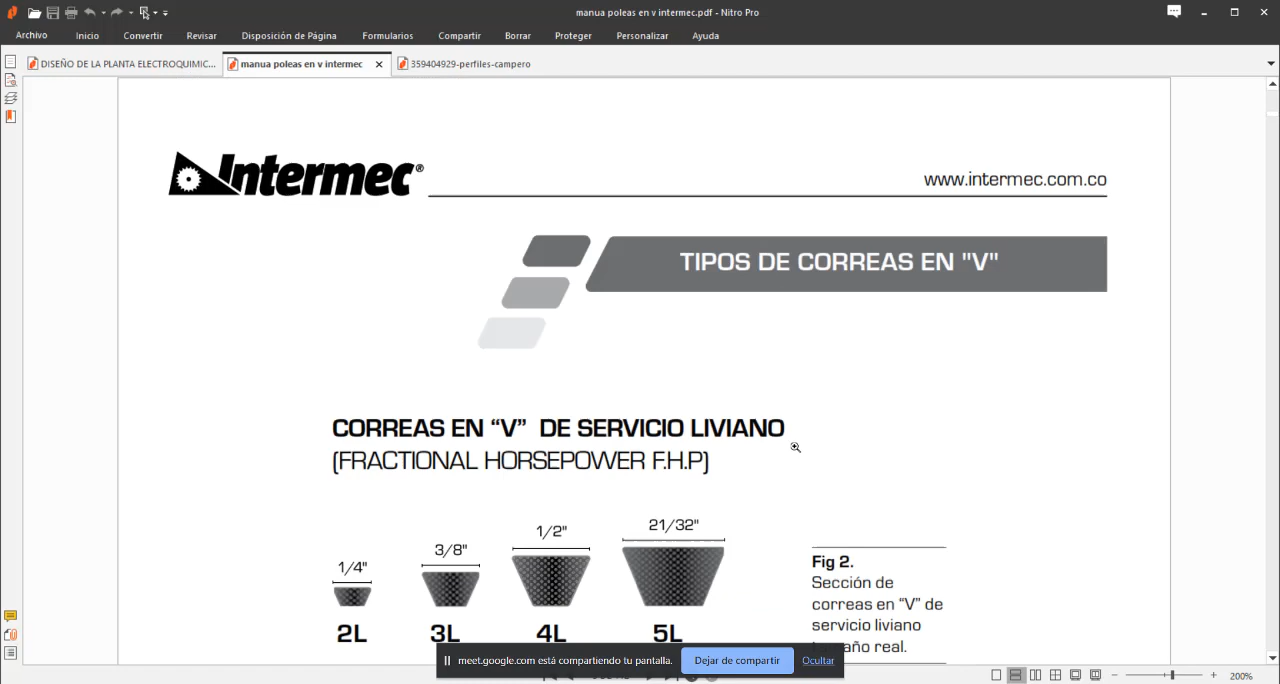 manua poleas en v intermec.pdf - Nitro Pro
Archivo Inicio Convertir Revisar Disposición de Página Formularios Compartir Borrar Proteger Personalizar Ayuda
DISEÑO DE LA PLANTA ELECTROQUIMIC... manua poleas en v intermec 359404929-perfiles-campero
Intermec®
www.intermec.com.co
TIPOS DE CORREAS EN "V"
CORREAS EN “V” DE SERVICIO LIVIANO
(FRACTIONAL HORSEPOWER F.H.P)
1/4" 3/8" 1/2" 21/32"
2L 3L 4L 5L
Fig 2.
Sección de
correas en “V” de
servicio liviano
real.
meet.google.com está compartiendo tu pantalla. Dejar de compartir Ocultar
200%